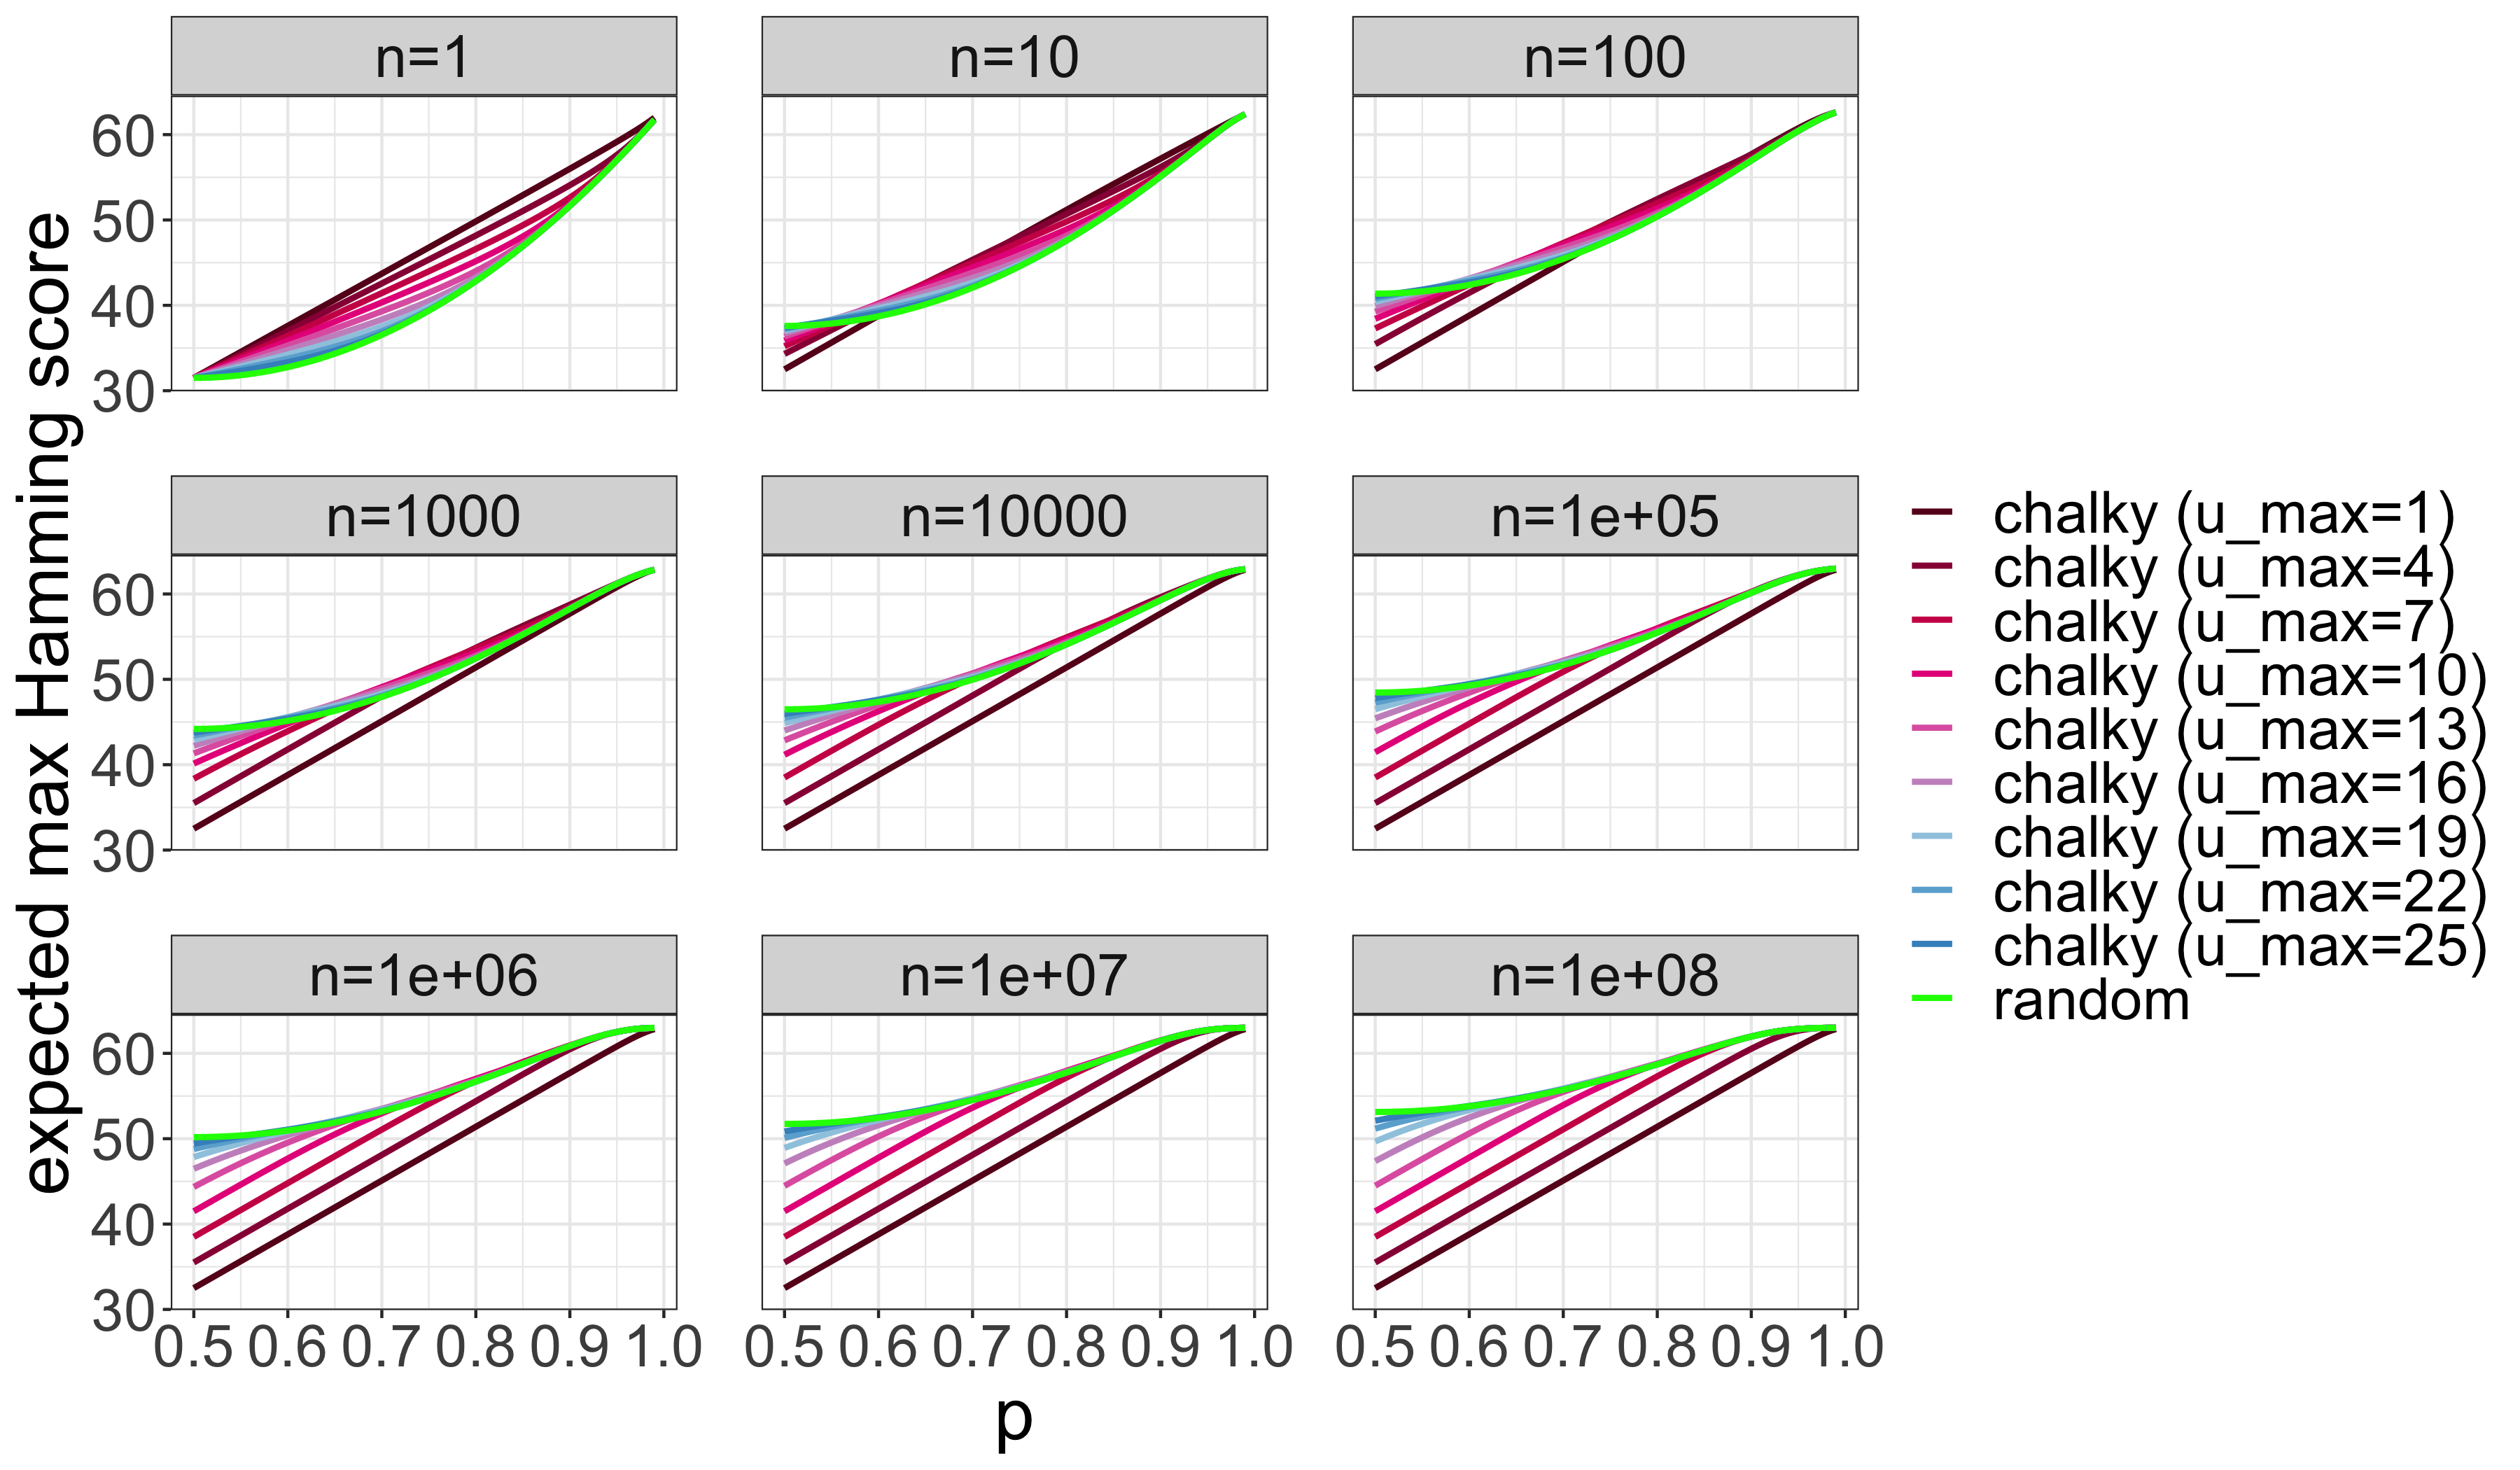 n=1
n=10
n=100
60
50
40
30
n=1000
n=10000
n=1e+05
60
50
40
30
n=1e+06
n=1e+07
n=1e+08
60
50
40
30
0.5 0.6 0.7 0.8 0.9 1.0
0.5 0.6 0.7 0.8 0.9 1.0
0.5 0.6 0.7 0.8 0.9 1.0
p
expected max Hamming score
chalky (u_max=1)
chalky (u_max=4)
chalky (u_max=7)
chalky (u_max=10)
chalky (u_max=13)
chalky (u_max=16)
chalky (u_max=19)
chalky (u_max=22)
chalky (u_max=25)
random